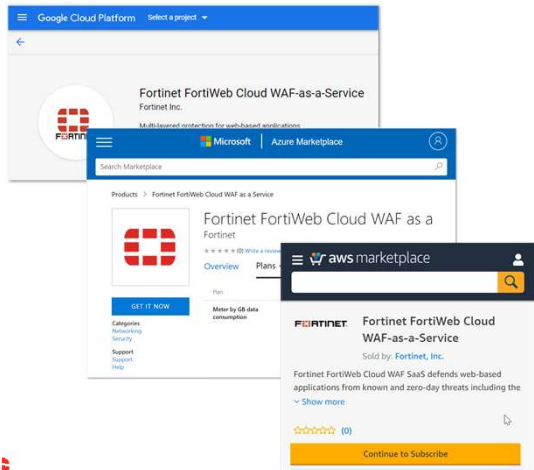 Google Cloud Platform Select a project
Fortinet FortiWeb Cloud WAF-as-a-Service
Fortinet Inc.
Multi-layered protection for web-based applications
Microsoft Azure Marketplace
Search Marketplace
Products > Fortinet FortiWeb Cloud WAF as a Service
Fortinet FortiWeb Cloud WAF as a
Fortinet
Write a review
Overview Plans
Plan
GET IT NOW
Meter by GB data
consumption
Categories
Networking
Security
Support
Support
Help
aws marketplace
FORTINET
Fortinet FortiWeb Cloud
WAF-as-a-Service
Sold by: Fortinet, Inc.
Fortinet FortiWeb Cloud WAF SaaS defends web-based
applications from known and zero-day threats including the
Show more
(0)
Continue to Subscribe